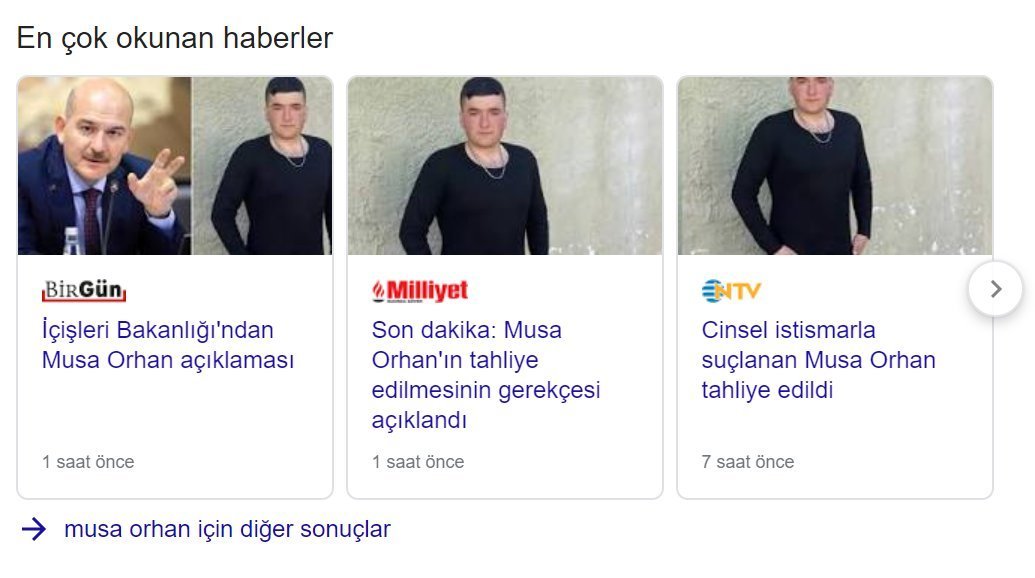 En çok okunan haberler
BirGün
İçişleri Bakanlığı'ndan
Musa Orhan açıklaması
1 saat önce
Milliyet
Son dakika: Musa
Orhan'ın tahliye
edilmesinin gerekçesi
açıklandı
1 saat önce
NTV
Cinsel istismarla
suçlanan Musa Orhan
tahliye edildi
7 saat önce
musa orhan için diğer sonuçlar